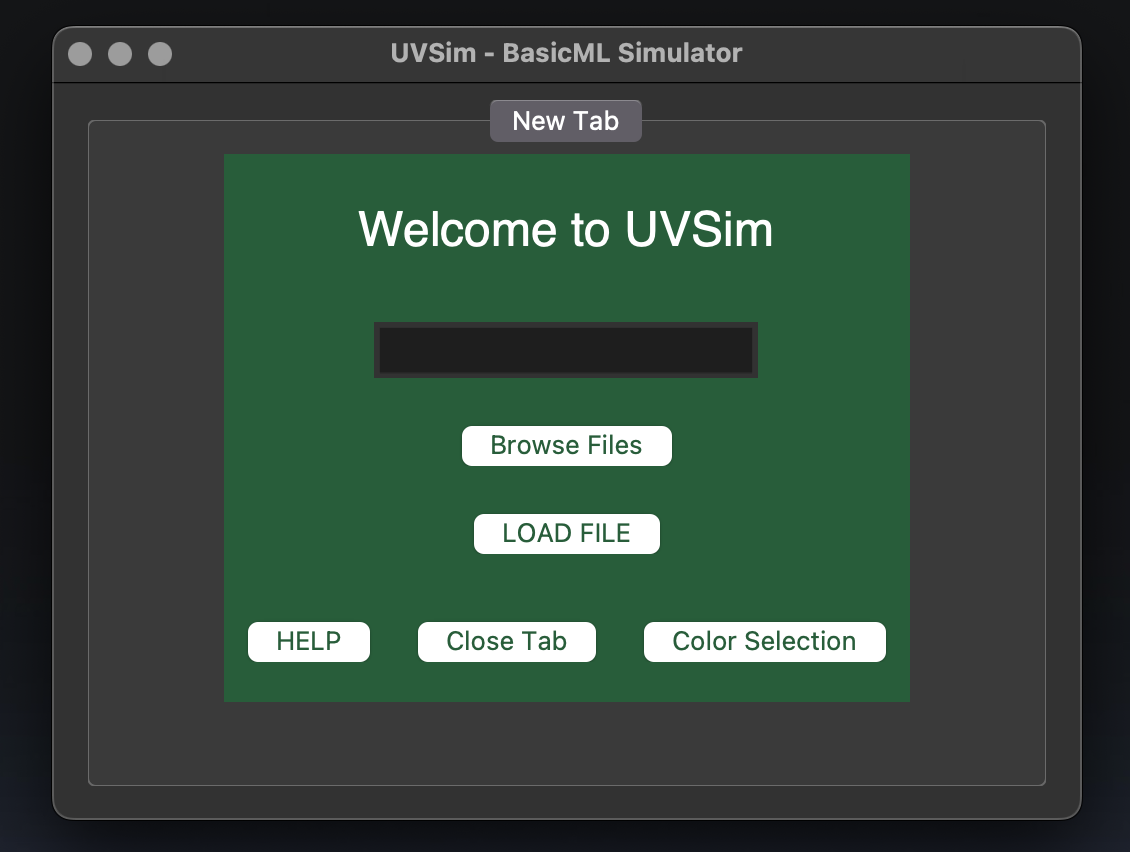 UVSim - BasicML Simulator
New Tab
Welcome to UVSim
Browse Files
LOAD FILE
HELP Close Tab Color Selection